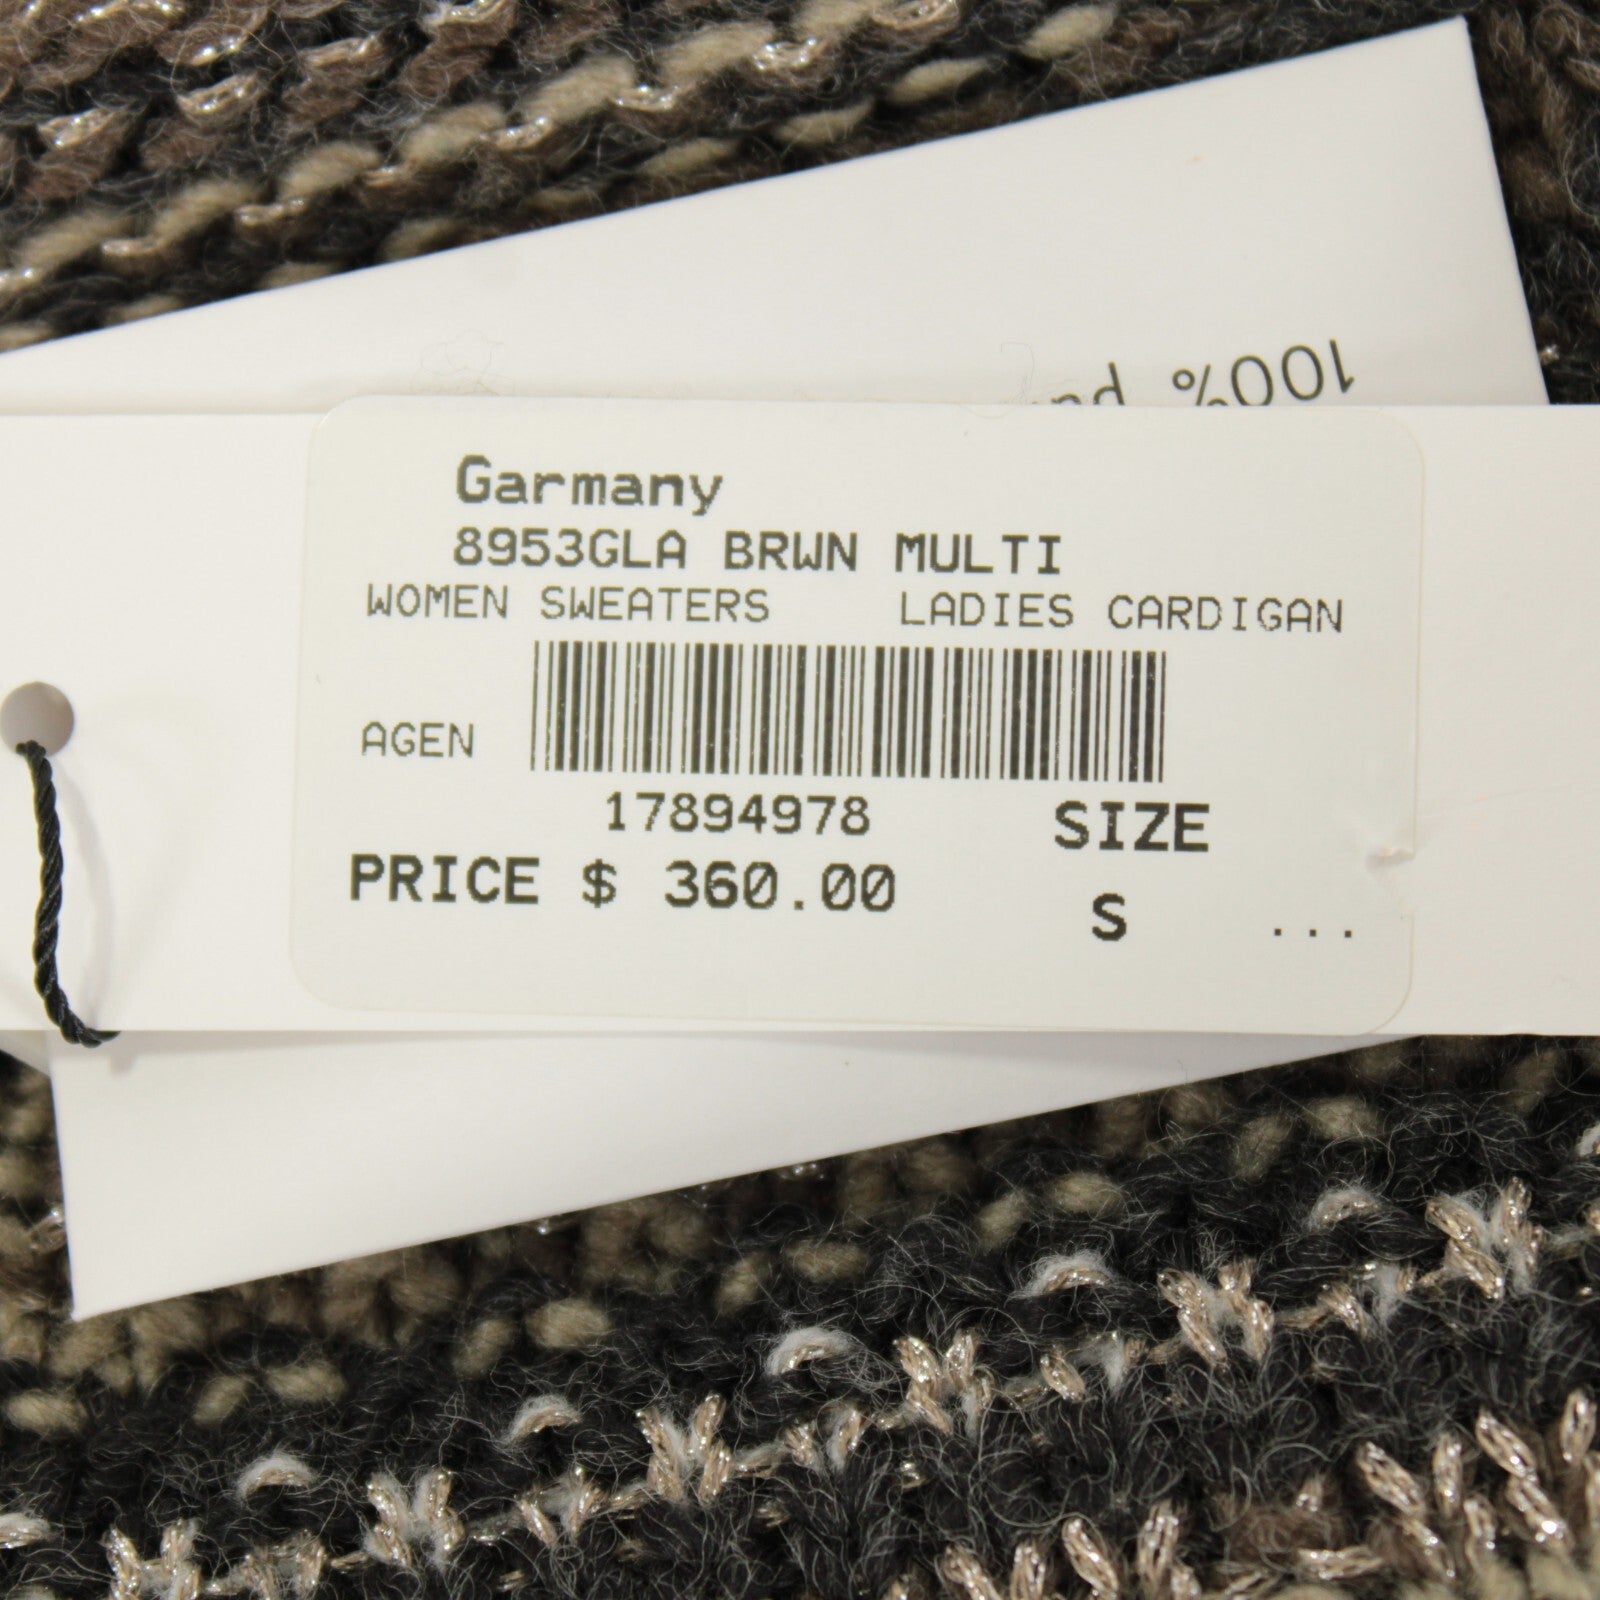 100%
Garmany
8953GLA BRWN MULTI
WOMEN SWEATERS LADIES CARDIGAN
AGEN
17894978
SIZE
PRICE $ 360.00
S ...